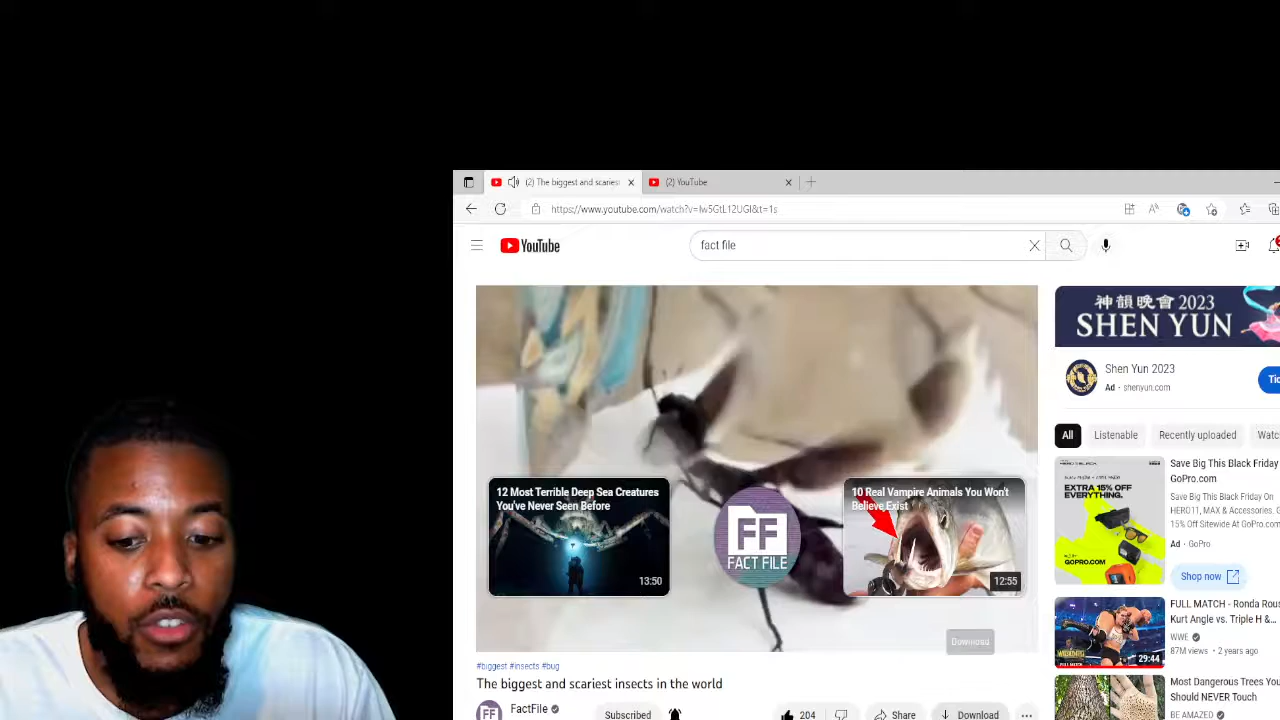 (2) The biggest and scaries
(2) YouTube
https://www.youtube.com/watch?v=Iw5GtL12UGI&t=1s
YouTube
fact file
神韻晚會 2023
SHEN YUN
Shen Yun 2023
Ad · shenyun.com
Tic
12 Most Terrible Deep Sea Creatures
You've Never Seen Before
13:50
FF
FACT FILE
10 Real Vampire Animals You Won't
Believe Exist
12:55
Download
All
Listenable
Recently uploaded
Watc
EXTRA 15% OFF
EVERYTHING.
Save Big This Black Friday
GoPro.com
Save Big This Black Friday On
HERO11, MAX & Accessories. G
15% Off Sitewide At GoPro.com
Ad · GoPro
Shop now
FULL MATCH - Ronda Rou
Kurt Angle vs. Triple H &...
WWE
87M views · 2 years ago
29:44
Most Dangerous Trees You
Should NEVER Touch
BE AMAZED
#biggest #insects #bug
The biggest and scariest insects in the world
FF
FactFile
Subscribed
204
Share
Download